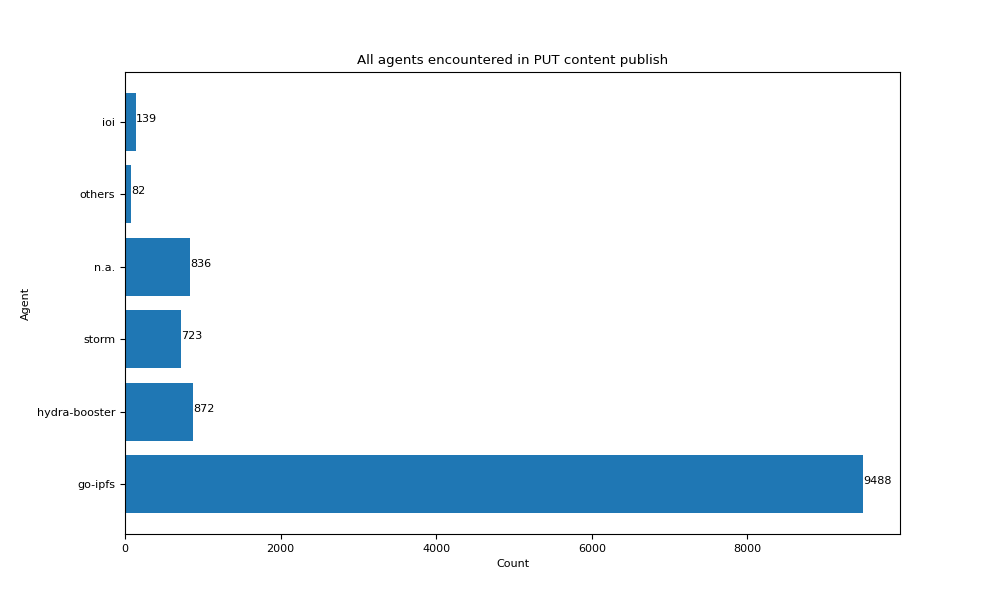 All agents encountered in PUT content publish
ioi
139
others
82
n.a.
836
storm
723
hydra-booster
872
go-ipfs
9488
Agent
0 2000 4000 6000 8000
Count